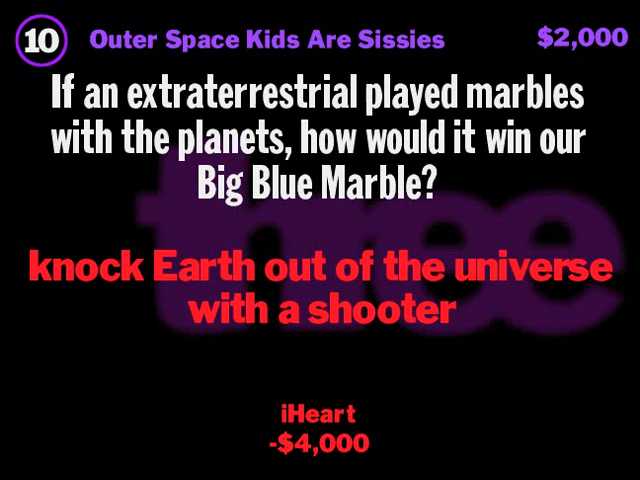 10 Outer Space Kids Are Sissies $2,000
If an extraterrestrial played marbles
with the planets, how would it win our
Big Blue Marble?
three
knock Earth out of the universe
with a shooter
iHeart
-$4,000